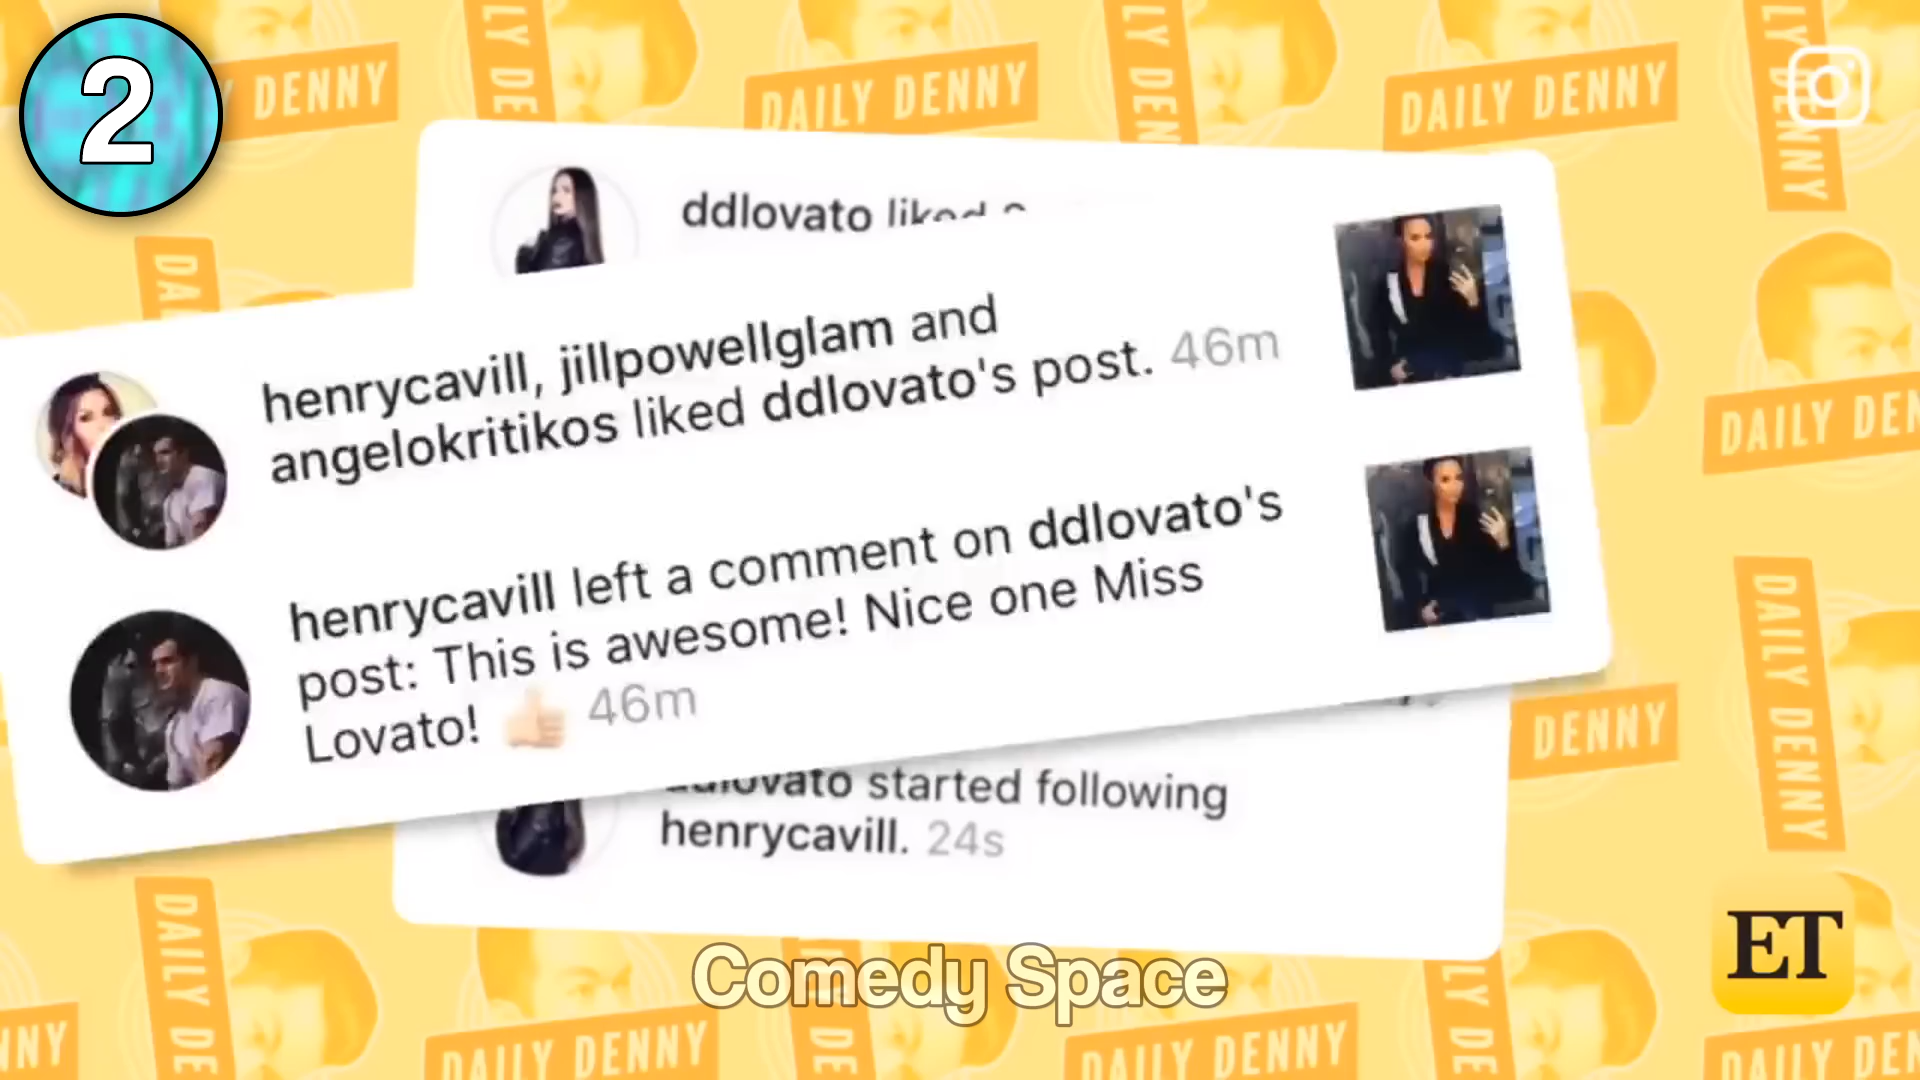 2
DENNY
DAILY DENNY
DAILY DENNY
ddlovato
henrycavill, jillpowellglam and
angelokritikos liked ddlovato's post. 46m
henrycavill left a comment on ddlovato's
post: This is awesome! Nice one Miss
Lovato! 👍🏻 46m
started following
henrycavill. 24s
DAILY DENNY
DENNY
ET
Comedy Space
DAILY DENNY
DAILY DENNY